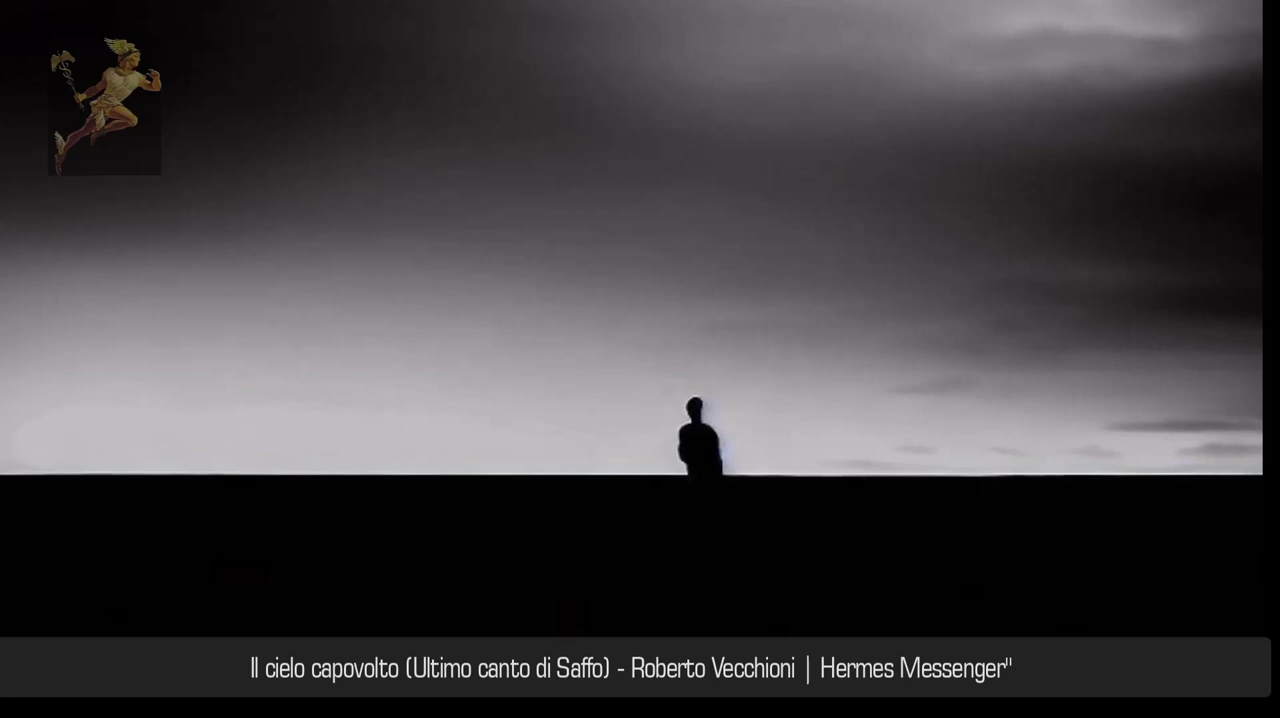 Il cielo capovolto (Ultimo canto di Saffo) - Roberto Vecchioni | Hermes Messenger"